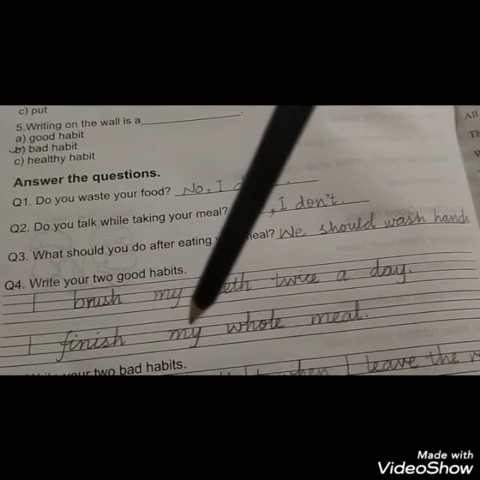 c) put
5.Writing on the wall is a____________.
a) good habit
b) bad habit
c) healthy habit
Answer the questions.
Q1. Do you waste your food? No, I
Q2. Do you talk while taking your meal? , I don't.
Q3. What should you do after eating meal? We should wash hands
Q4. Write your two good habits.
I brush my twice a day.
I finish my whole meal.
your two bad habits.
when I leave the
All
Made with
VideoShow